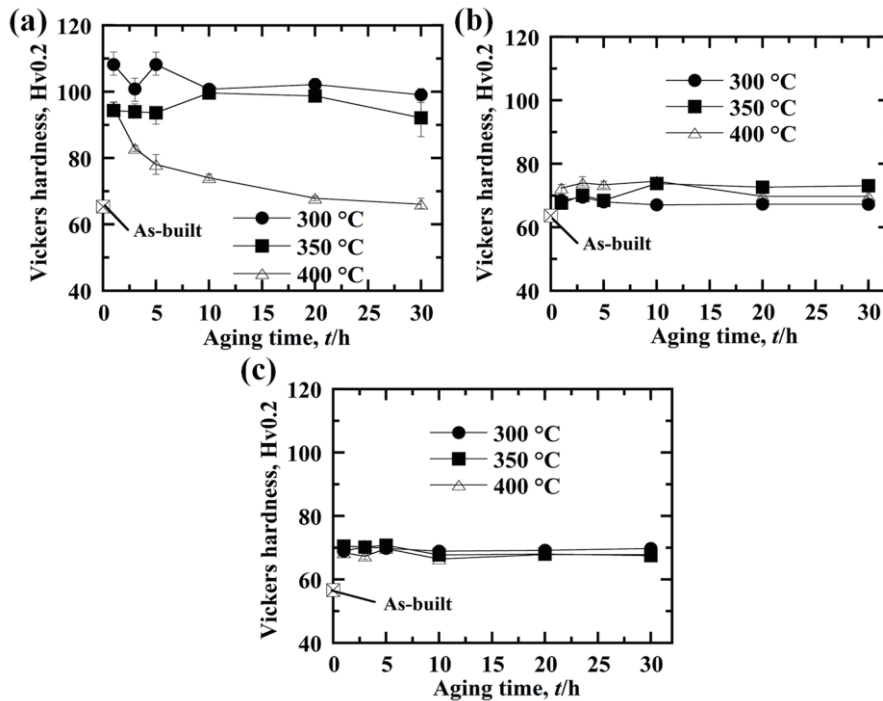 (a)
Vickers hardness, Hv0.2
120
100
80
60
40
As-built
300 °C
350 °C
400 °C
0 5 10 15 20 25 30
Aging time, t/h
(b)
Vickers hardness, Hv0.2
120
100
80
60
40
300 °C
350 °C
400 °C
As-built
0 5 10 15 20 25 30
Aging time, t/h
(c)
Vickers hardness, Hv0.2
120
100
80
60
40
300 °C
350 °C
400 °C
As-built
0 5 10 15 20 25 30
Aging time, t/h